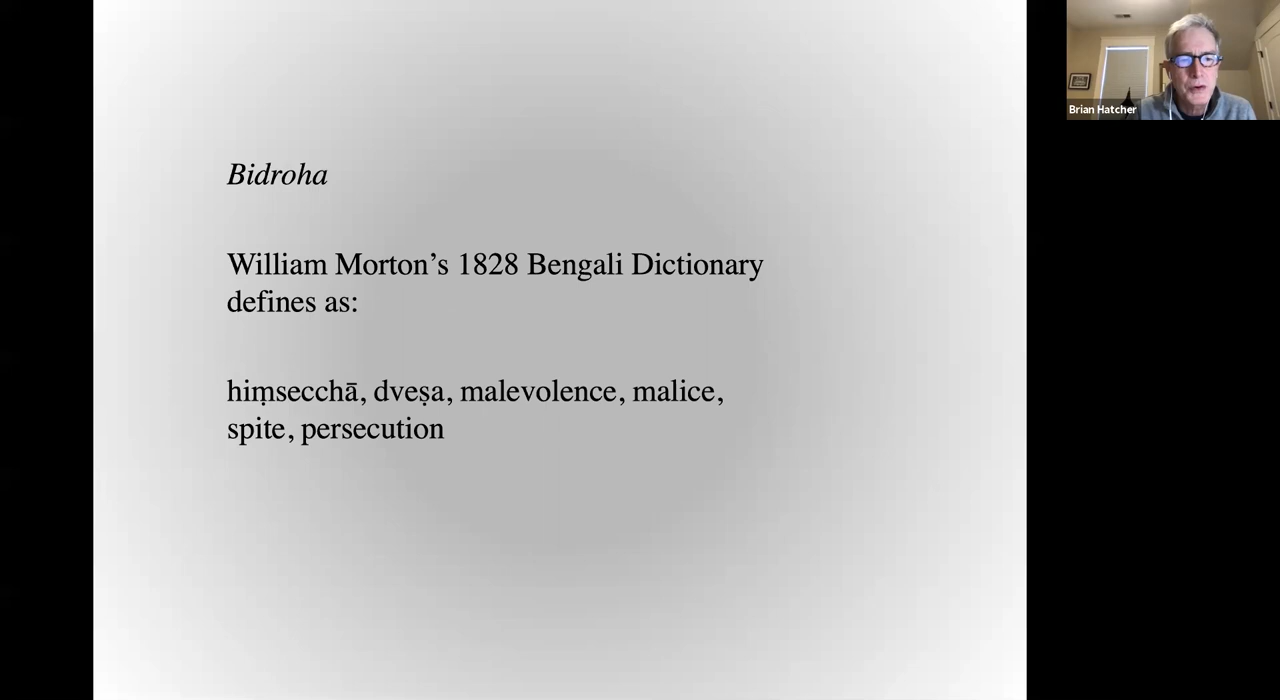 Bidroha
William Morton’s 1828 Bengali Dictionary
defines as:
hiṃsecchā, dveṣa, malevolence, malice,
spite, persecution
Brian Hatcher